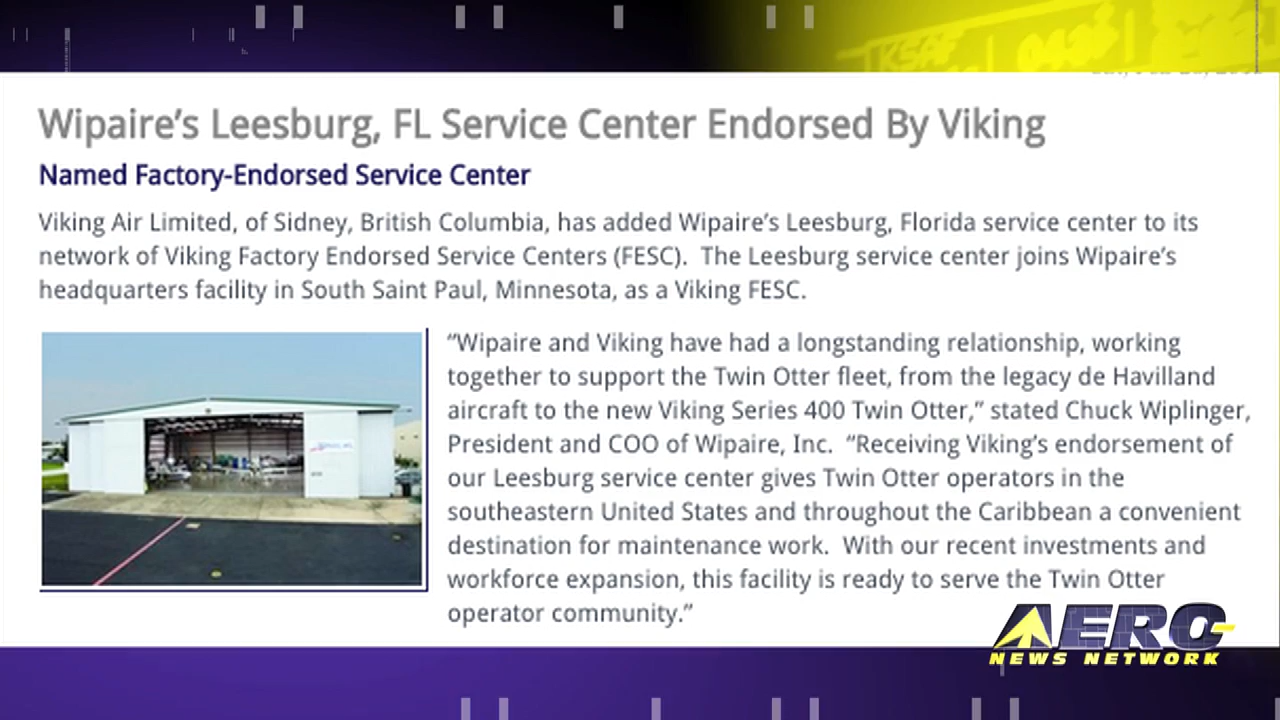 KSAF
Wipaire’s Leesburg, FL Service Center Endorsed By Viking
Named Factory-Endorsed Service Center
Viking Air Limited, of Sidney, British Columbia, has added Wipaire’s Leesburg, Florida service center to its
network of Viking Factory Endorsed Service Centers (FESC).  The Leesburg service center joins Wipaire’s
headquarters facility in South Saint Paul, Minnesota, as a Viking FESC.
“Wipaire and Viking have had a longstanding relationship, working
together to support the Twin Otter fleet, from the legacy de Havilland
aircraft to the new Viking Series 400 Twin Otter,” stated Chuck Wiplinger,
President and COO of Wipaire, Inc.  “Receiving Viking’s endorsement of
our Leesburg service center gives Twin Otter operators in the
southeastern United States and throughout the Caribbean a convenient
destination for maintenance work.  With our recent investments and
workforce expansion, this facility is ready to serve the Twin Otter
operator community.”
AERO
NEWS NETWORK